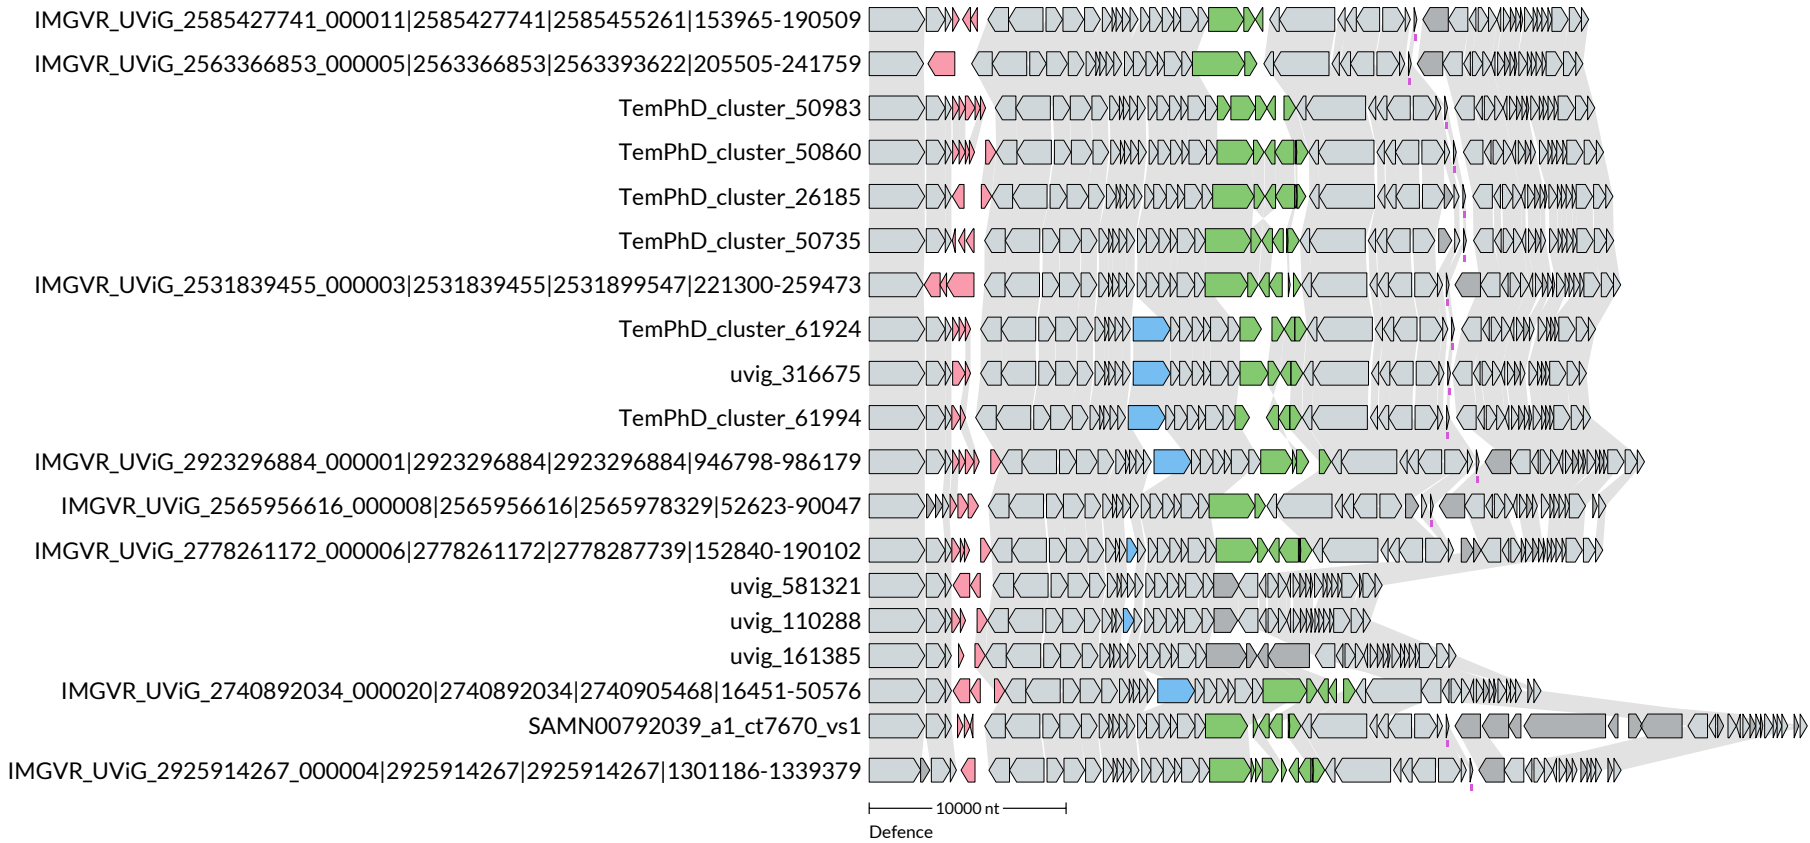 IMGVR_UViG_2585427741_000011|2585427741|2585455261|153965-190509
IMGVR_UViG_2563366853_000005|2563366853|2563393622|205505-241759
TemPhD_cluster_50983
TemPhD_cluster_50860
TemPhD_cluster_26185
TemPhD_cluster_50735
IMGVR_UViG_2531839455_000003|2531839455|2531899547|221300-259473
TemPhD_cluster_61924
uvig_316675
TemPhD_cluster_61994
IMGVR_UViG_2923296884_000001|2923296884|2923296884|946798-986179
IMGVR_UViG_2565956616_000008|2565956616|2565978329|52623-90047
IMGVR_UViG_2778261172_000006|2778261172|2778287739|152840-190102
uvig_581321
uvig_110288
uvig_161385
IMGVR_UViG_2740892034_000020|2740892034|2740905468|16451-50576
SAMN00792039_a1_ct7670_vs1
IMGVR_UViG_2925914267_000004|2925914267|2925914267|1301186-1339379
10000 nt
Defence